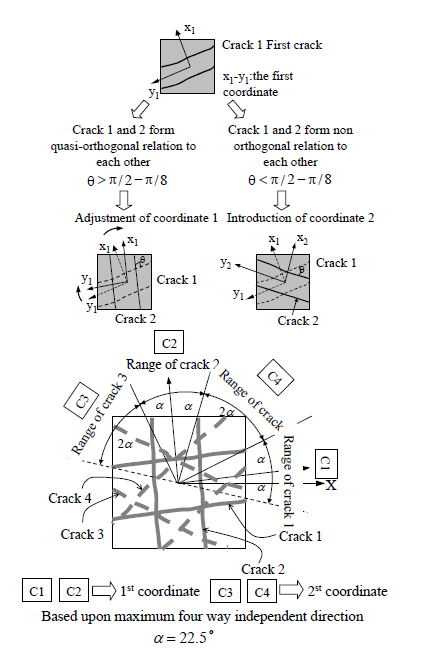 x1
Crack 1 First crack
x1-y1:the first
coordinate
y1
Crack 1 and 2 form
quasi-orthogonal relation to
each other
θ>π/2−π/8
Crack 1 and 2 form non
orthogonal relation to
each other
θ<π/2−π/8
Adjustment of coordinate 1
Introduction of coordinate 2
x1
x1
θ
y1
y1
Crack 1
Crack 2
x1
x2
y2
θ
y1
Crack 1
Crack 2
C2
Range of crack 2
C3
Range of crack 3
C4
Range of crack
α
α
2α
2α
α
α
Range of crack 1
C1
X
Crack 4
Crack 3
Crack 1
Crack 2
C1 C2 1st coordinate C3 C4 2st coordinate
Based upon maximum four way independent direction
α = 22.5°